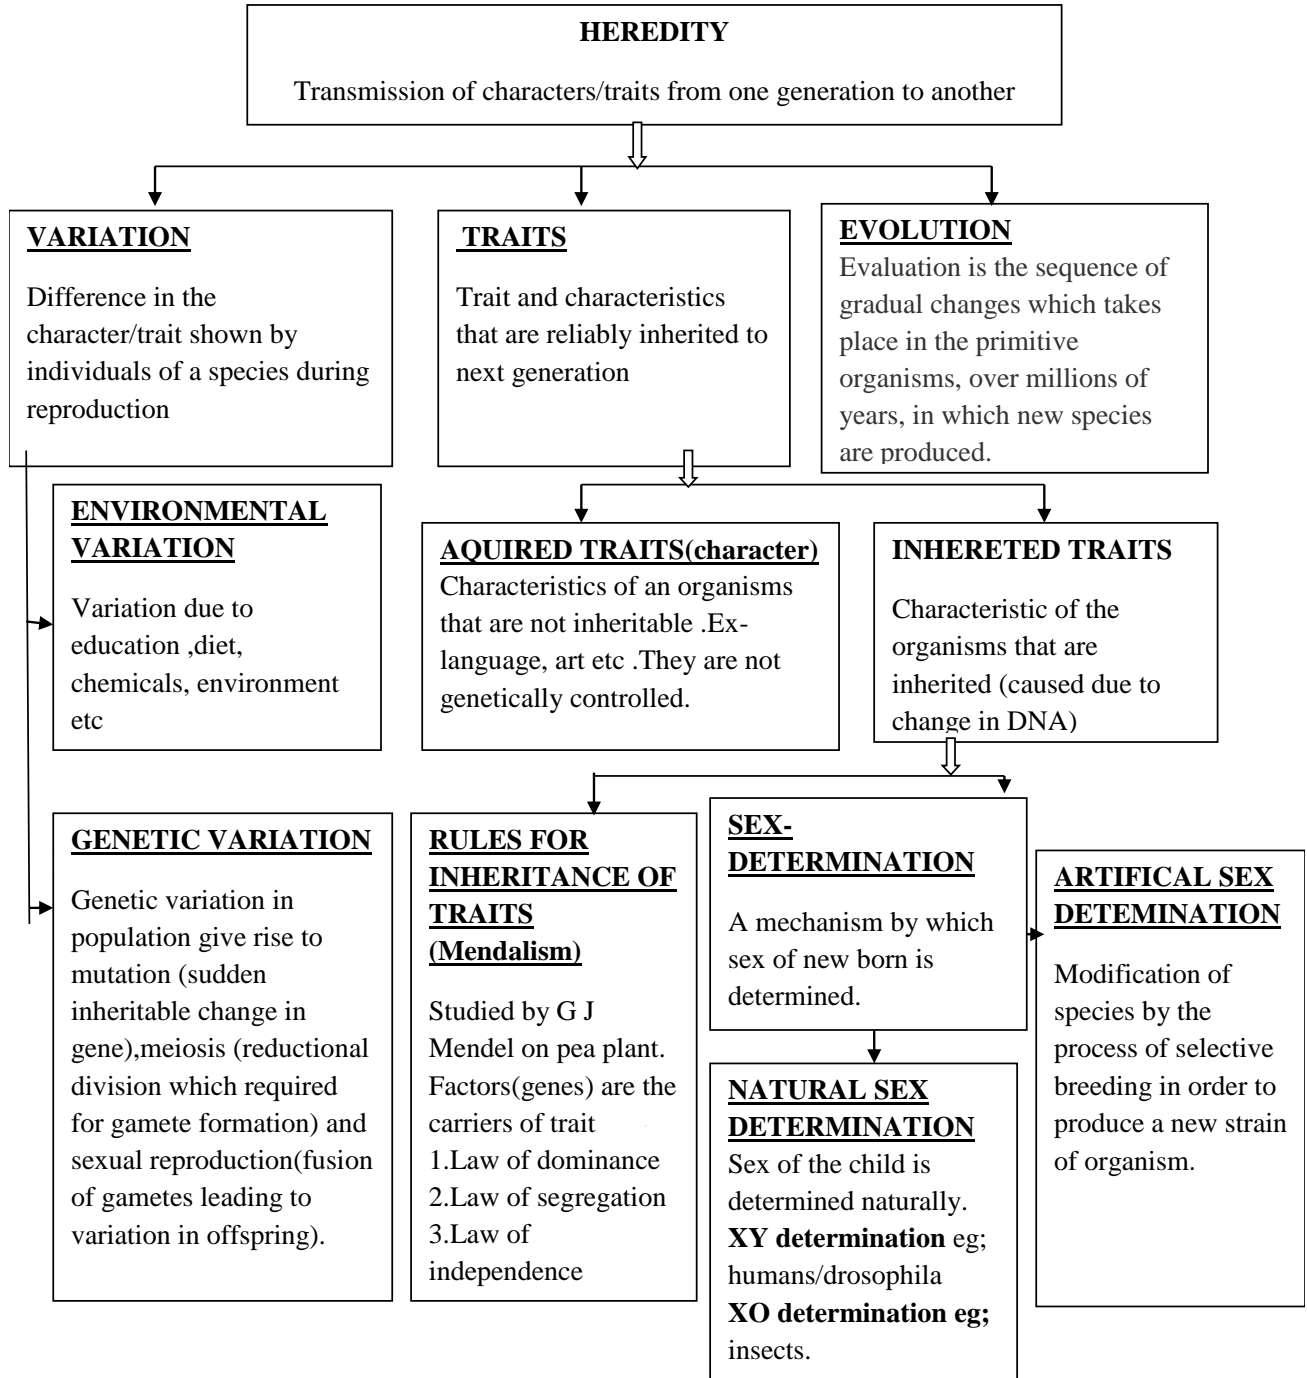 HEREDITY
Transmission of characters/traits from one generation to another
VARIATION
Difference in the
character/trait shown by
individuals of a species during
reproduction
TRAITS
Trait and characteristics
that are reliably inherited to
next generation
EVOLUTION
Evaluation is the sequence of
gradual changes which takes
place in the primitive
organisms, over millions of
years, in which new species
are produced.
ENVIRONMENTAL
VARIATION
Variation due to
education ,diet,
chemicals, environment
etc
AQUIRED TRAITS(character)
Characteristics of an organisms
that are not inheritable .Ex-
language, art etc .They are not
genetically controlled.
INHERETED TRAITS
Characteristic of the
organisms that are
inherited (caused due to
change in DNA)
GENETIC VARIATION
Genetic variation in
population give rise to
mutation (sudden
inheritable change in
gene),meiosis (reductional
division which required
for gamete formation) and
sexual reproduction(fusion
of gametes leading to
variation in offspring).
RULES FOR
INHERITANCE OF
TRAITS
(Mendalism)
Studied by G J
Mendel on pea plant.
Factors(genes) are the
carriers of trait
1.Law of dominance
2.Law of segregation
3.Law of
independence
SEX-
DETERMINATION
A mechanism by which
sex of new born is
determined.
NATURAL SEX
DETERMINATION
Sex of the child is
determined naturally.
XY determination eg;
humans/drosophila
XO determination eg;
insects.
ARTIFICAL SEX
DETEMINATION
Modification of
species by the
process of selective
breeding in order to
produce a new strain
of organism.